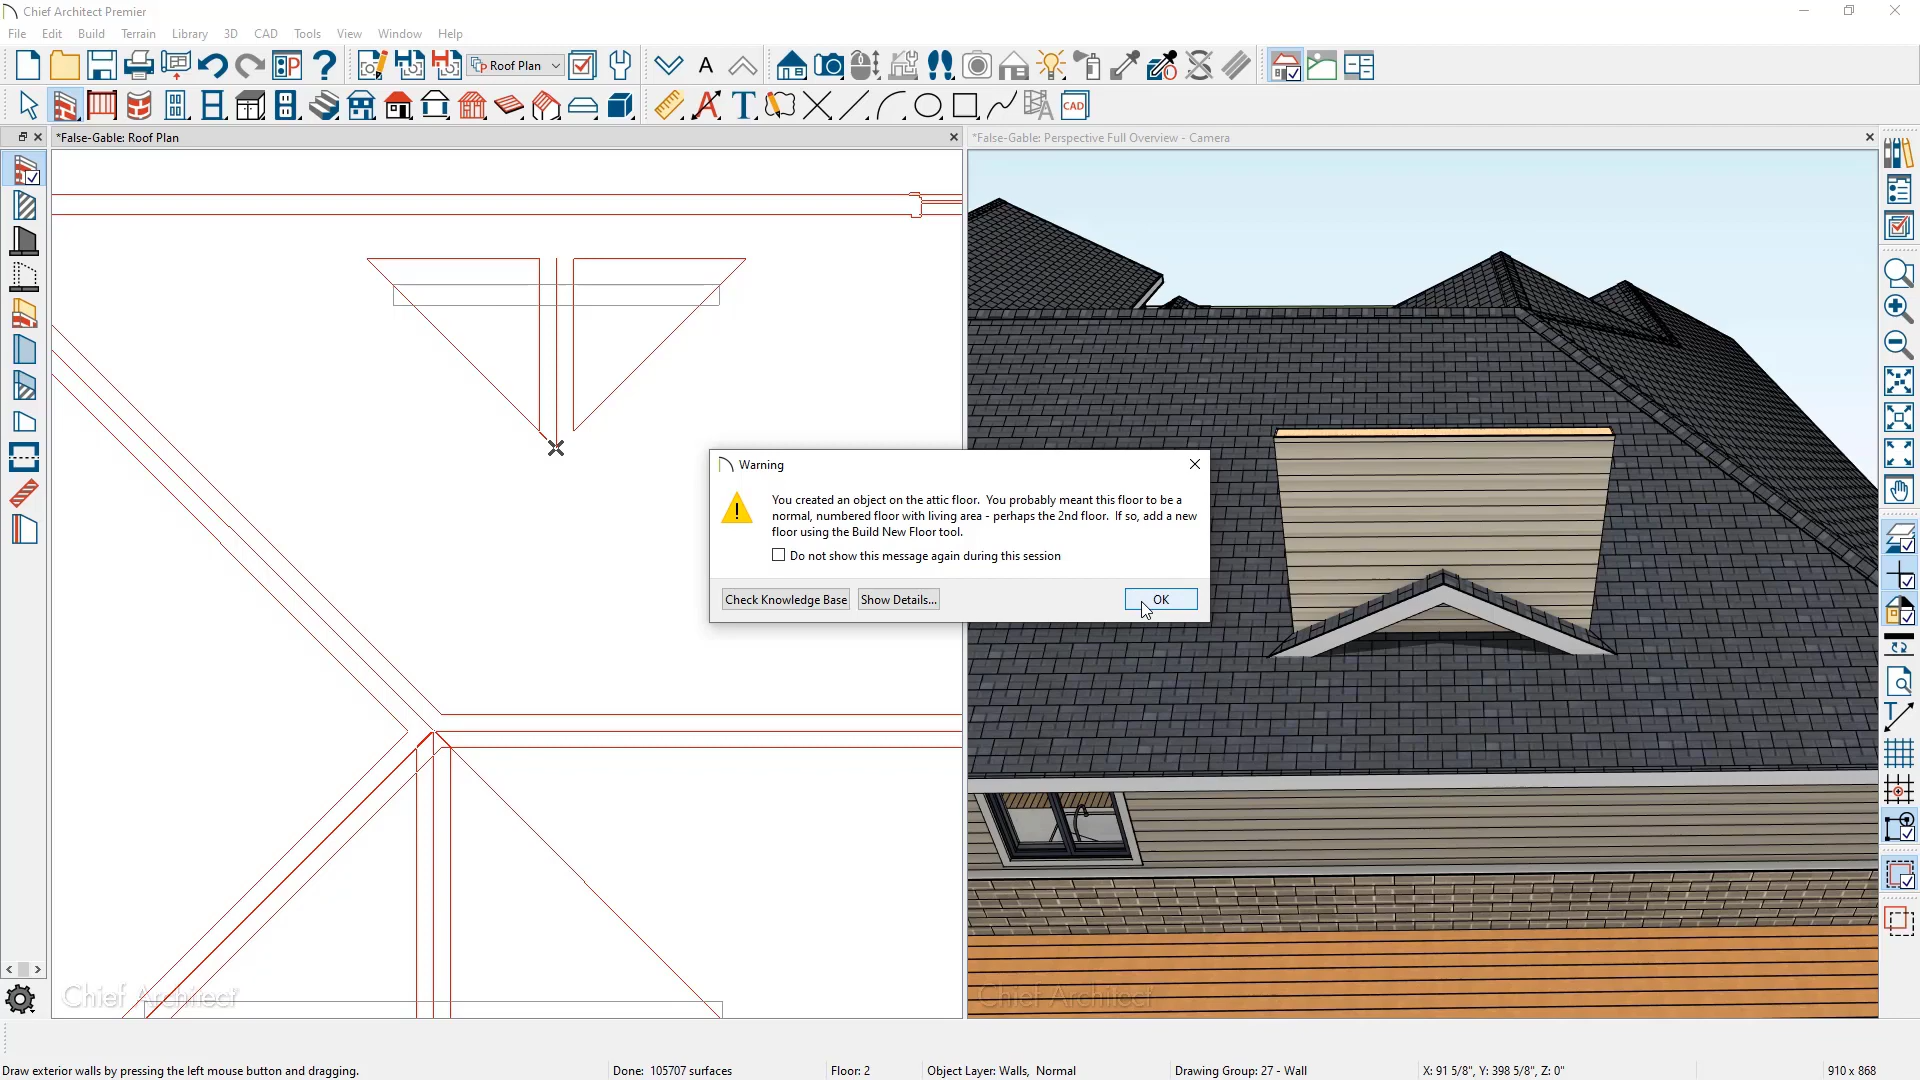 Chief Architect Premier
File Edit Build Terrain Library 3D CAD Tools View Window Help
Roof Plan
A
T
CAD
*False-Gable: Roof Plan
*False-Gable: Perspective Full Overview - Camera
Warning
You created an object on the attic floor. You probably meant this floor to be a
normal, numbered floor with living area - perhaps the 2nd floor. If so, add a new
floor using the Build New Floor tool.
Do not show this message again during this session
Check Knowledge Base Show Details... OK
Chief Architect
Chief Architect
Draw exterior walls by pressing the left mouse button and dragging. Done: 105707 surfaces Floor: 2 Object Layer: Walls, Normal Drawing Group: 27 - Wall X: 91 5/8", Y: 398 5/8", Z: 0" 910 x 868